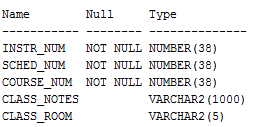 Name        Null     Type
----------- -------- --------------
INSTR_NUM   NOT NULL NUMBER(38)
SCHED_NUM   NOT NULL NUMBER(38)
COURSE_NUM  NOT NULL NUMBER(38)
CLASS_NOTES          VARCHAR2(1000)
CLASS_ROOM           VARCHAR2(5)